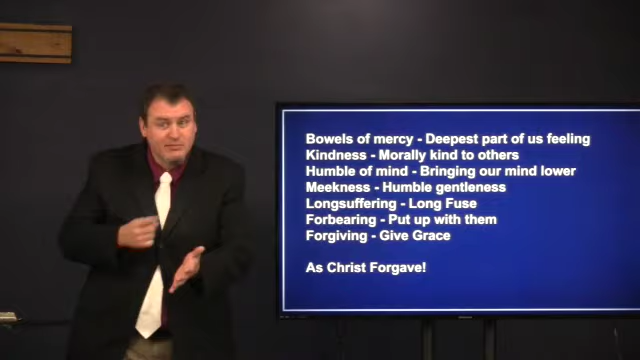 Bowels of mercy - Deepest part of us feeling
Kindness - Morally kind to others
Humble of mind - Bringing our mind lower
Meekness - Humble gentleness
Longsuffering - Long Fuse
Forbearing - Put up with them
Forgiving - Give Grace
As Christ Forgave!